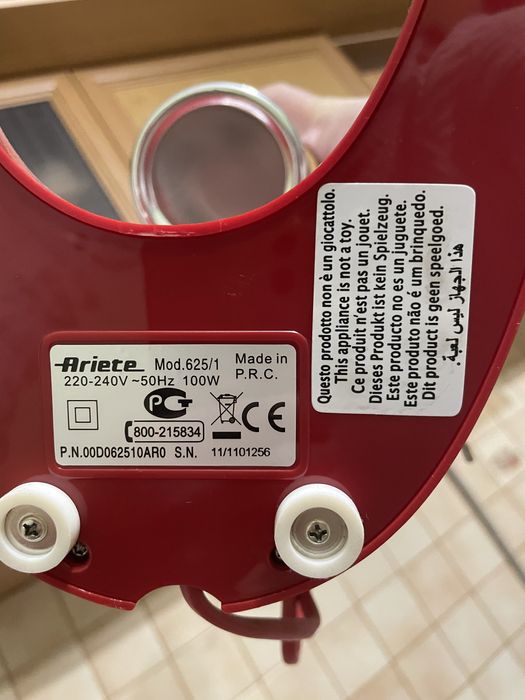 Ariete Mod.625/1 Made in P.R.C.
220-240V ~50Hz 100W
800-215834
P.N.00D062510AR0 S.N. 11/1101256
Questo prodotto non è un giocattolo.
This appliance is not a toy.
Ce produit n'est pas un jouet.
Dieses Produkt ist kein Spielzeug.
Este producto no es un juguete.
Este produto não é um brinquedo.
Dit product is geen speelgoed.
هذا الجهاز ليس لعبة.